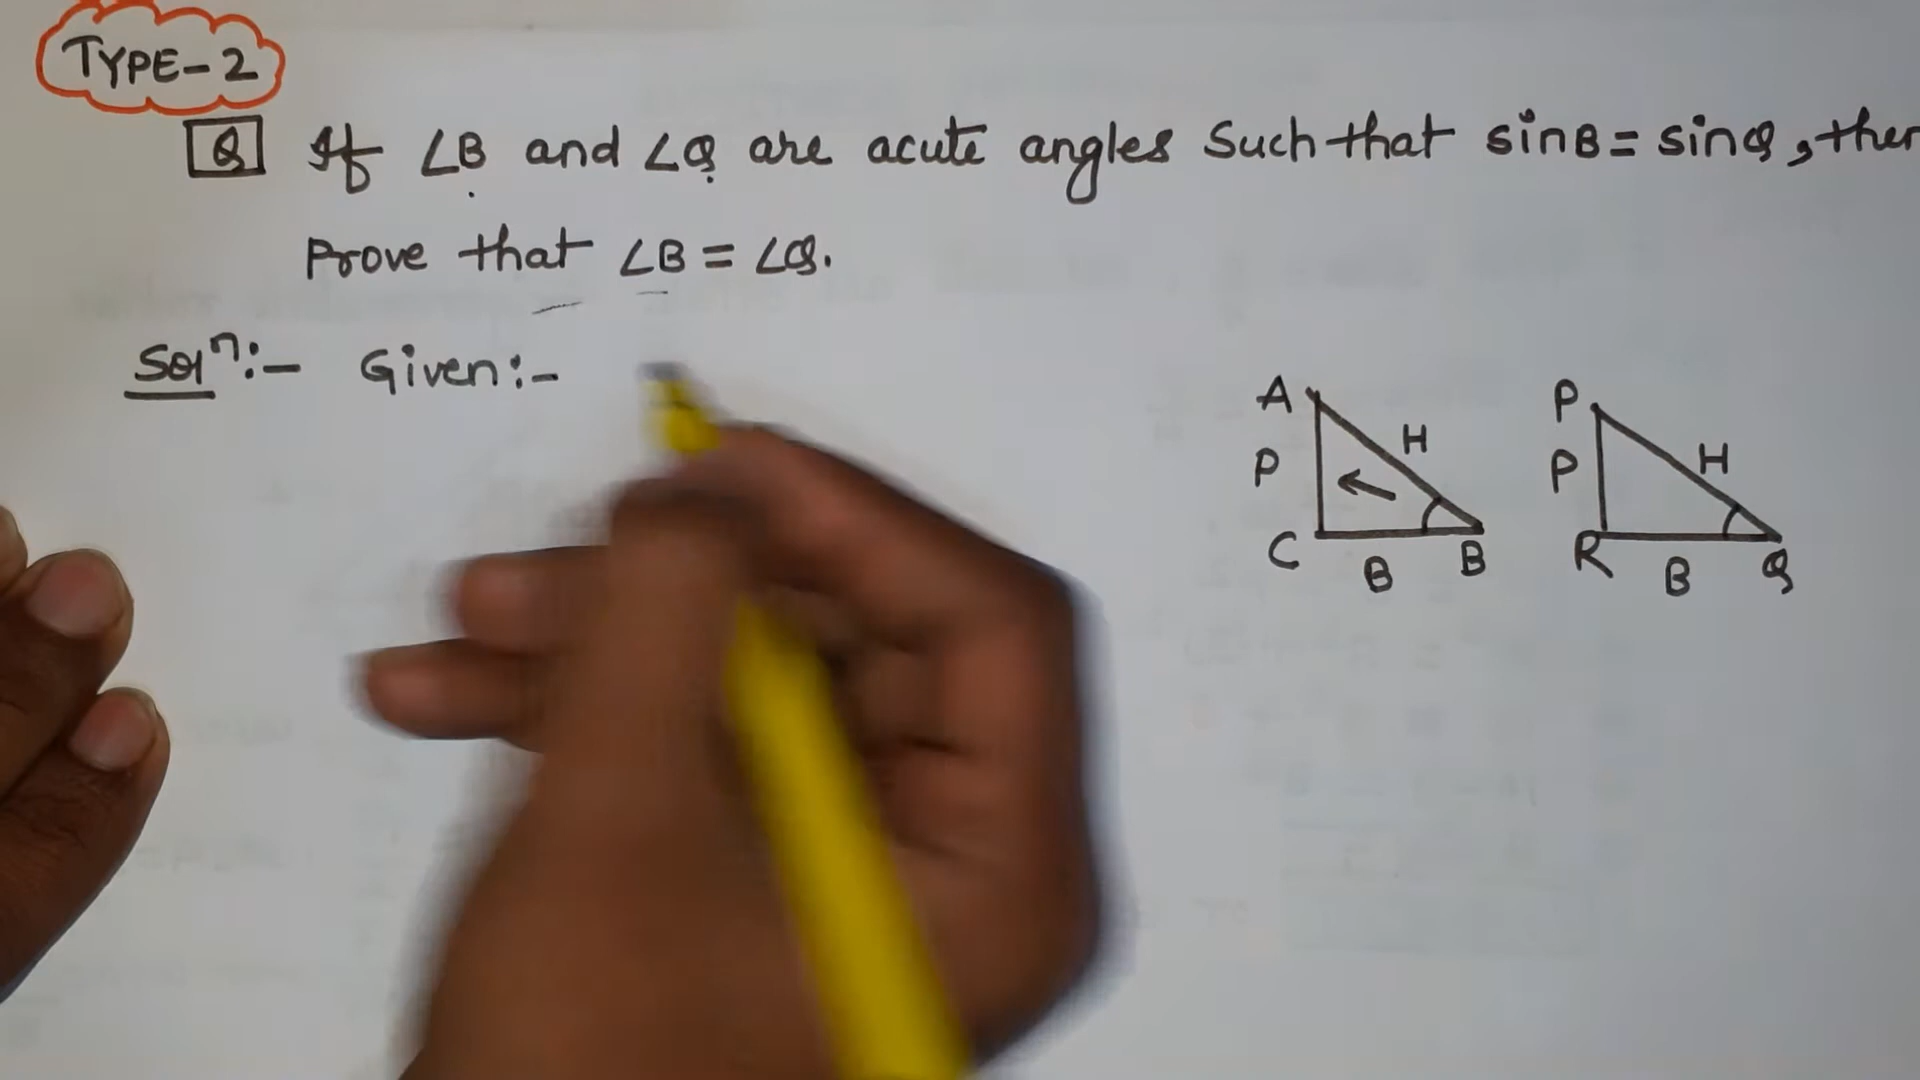 TYPE-2
Q If ∠B and ∠Q are acute angles Such that sinB = sinQ, then
Prove that ∠B = ∠Q.
Solⁿ:- Given:-
A H P H
P P
C B B R B Q